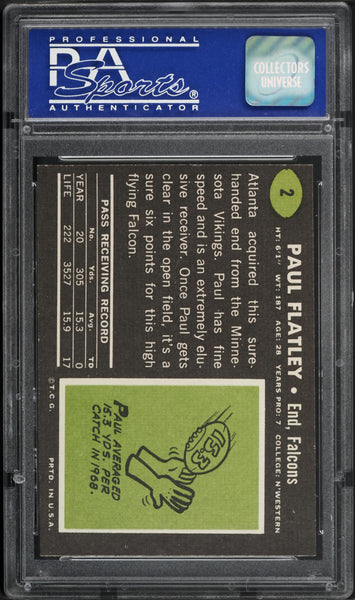 PROFESSIONAL
PSA
Sports®
AUTHENTICATOR
COLLECTORS
UNIVERSE
2
PAUL FLATLEY • End, Falcons
HT: 6'1" WT: 187 AGE: 28 YEARS PRO: 7 COLLEGE: N'WESTERN
Atlanta acquired this sure-
handed end from the Minne-
sota Vikings. Paul has fine
speed and is an extremely elu-
sive receiver. Once Paul gets
clear in the open field, it's a
sure six points for this high
flying Falcon.
PASS RECEIVING RECORD
No. Yds. Avg. TD
YEAR 20 305 15.3 0
LIFE 222 3527 15.9 17
©T.C.G.
PRTD. IN U.S.A.
15.3
PAUL AVERAGED
15.3 YDS. PER
CATCH IN 1968.